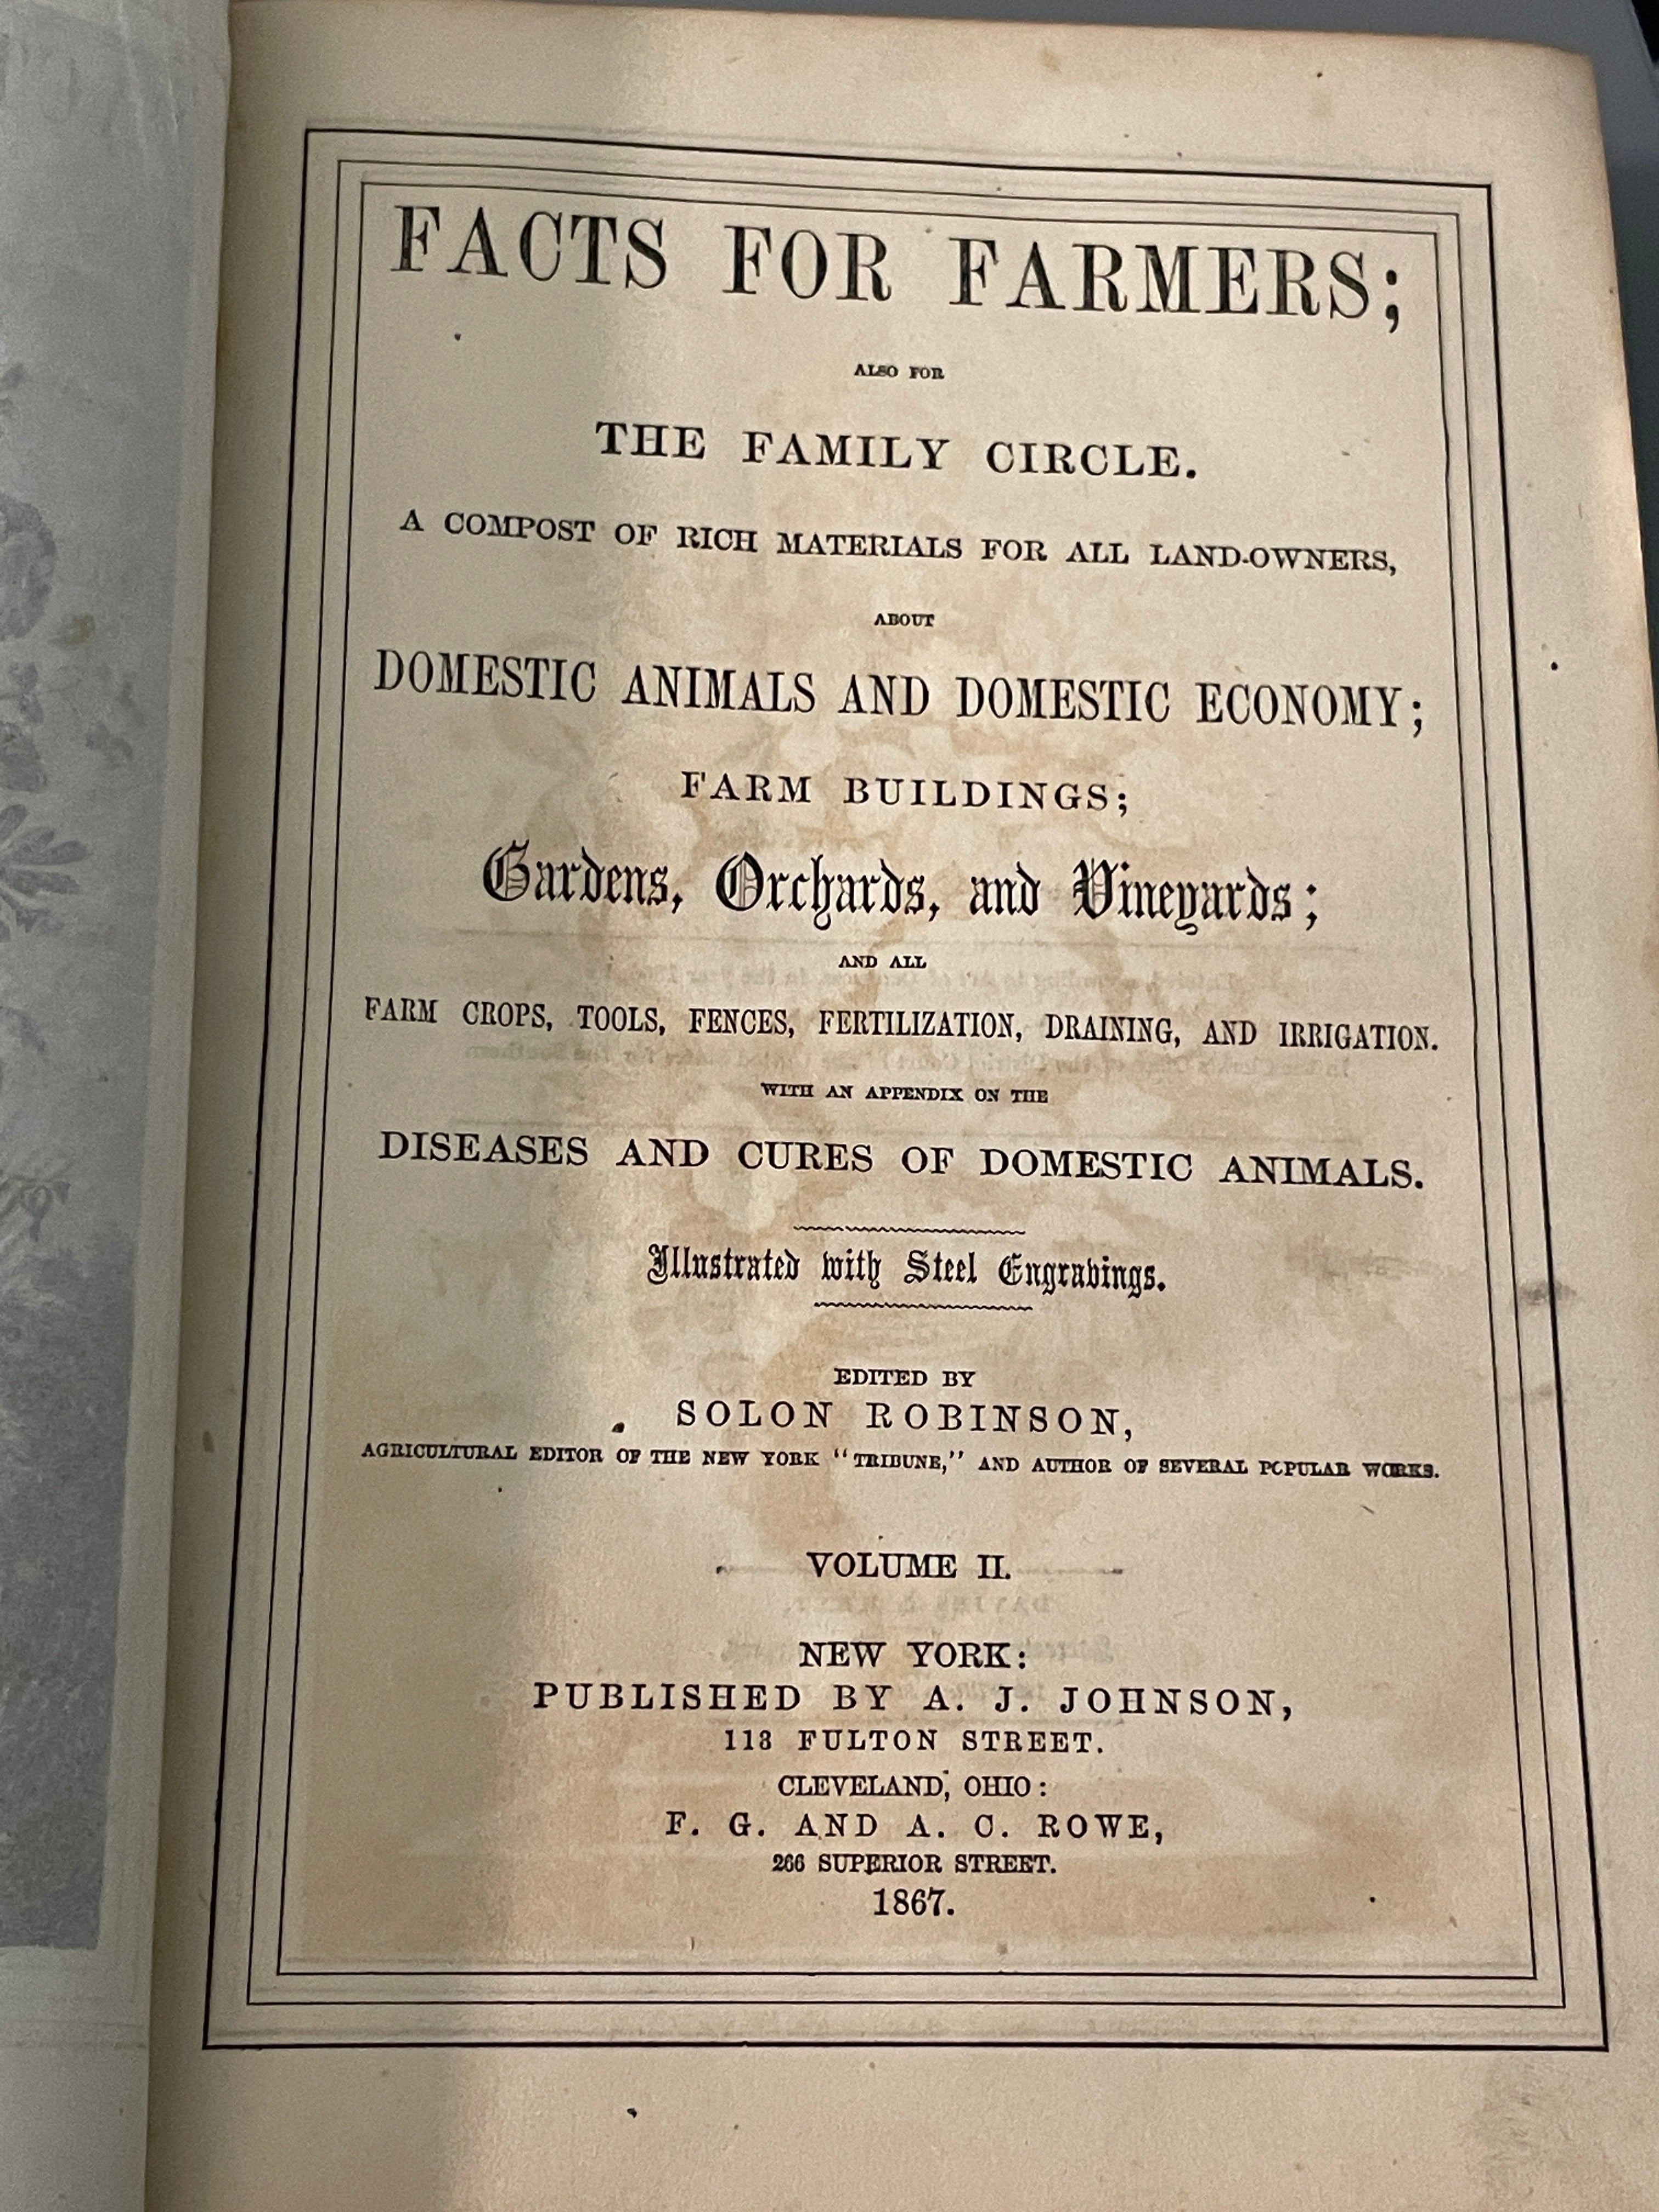 FACTS FOR FARMERS;
ALSO FOR
THE FAMILY CIRCLE.
A COMPOST OF RICH MATERIALS FOR ALL LAND-OWNERS,
ABOUT
DOMESTIC ANIMALS AND DOMESTIC ECONOMY;
FARM BUILDINGS;
Gardens, Orchards, and Vineyards;
AND ALL
FARM CROPS, TOOLS, FENCES, FERTILIZATION, DRAINING, AND IRRIGATION.
WITH AN APPENDIX ON THE
DISEASES AND CURES OF DOMESTIC ANIMALS.
Illustrated with Steel Engravings.
EDITED BY
SOLON ROBINSON,
AGRICULTURAL EDITOR OF THE NEW YORK "TRIBUNE," AND AUTHOR OF SEVERAL POPULAR WORKS.
VOLUME II.
NEW YORK:
PUBLISHED BY A. J. JOHNSON,
113 FULTON STREET.
CLEVELAND, OHIO:
F. G. AND A. C. ROWE,
266 SUPERIOR STREET.
1867.